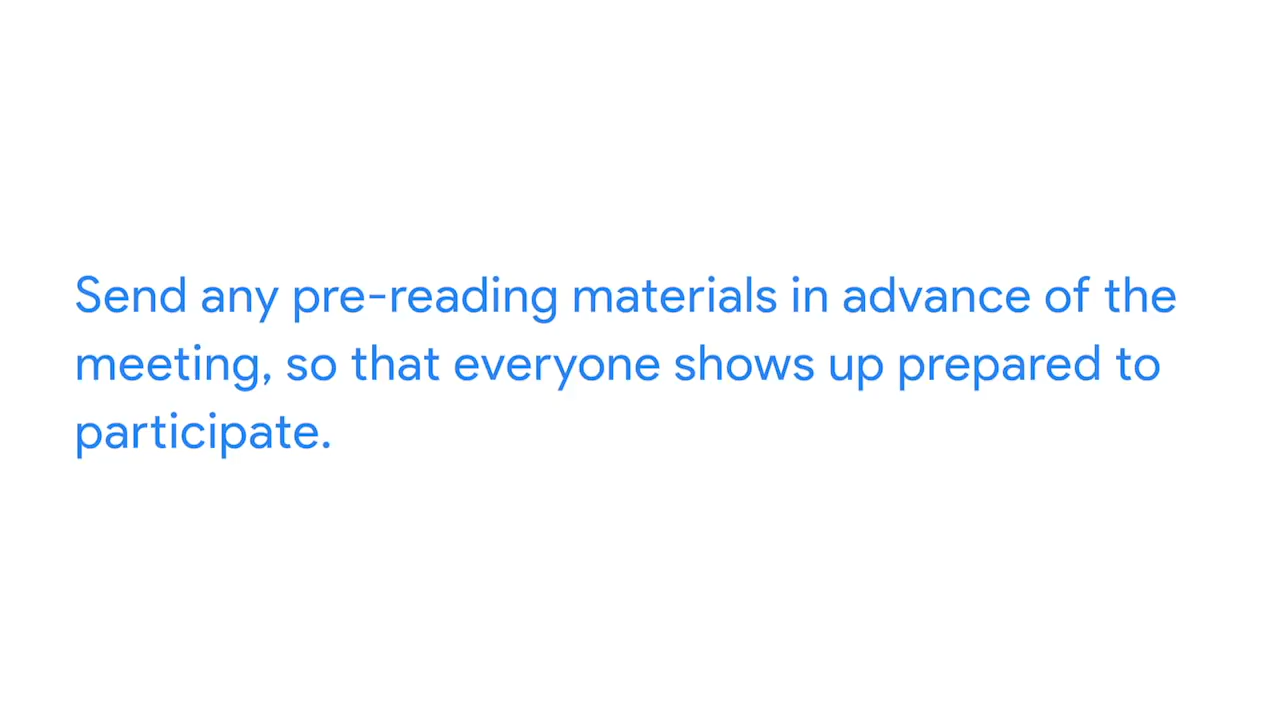 Send any pre-reading materials in advance of the
meeting, so that everyone shows up prepared to
participate.